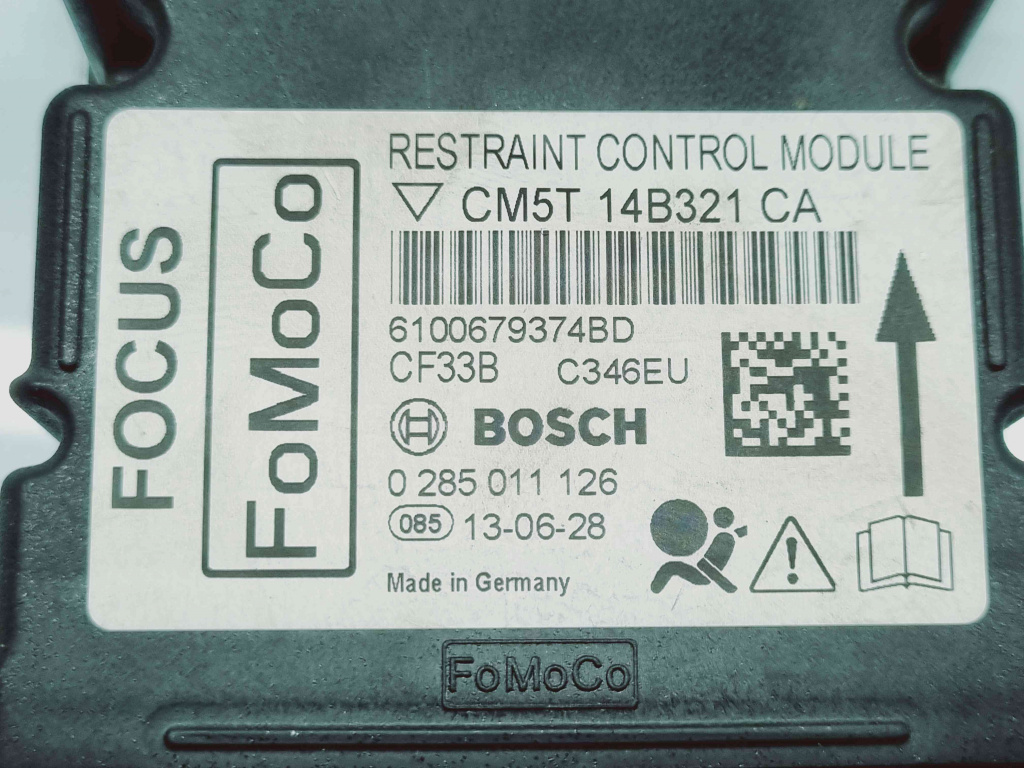 FOCUS
FoMoCo
RESTRAINT CONTROL MODULE
CM5T 14B321 CA
6100679374BD
CF33B C346EU
BOSCH
0 285 011 126
085 13-06-28
Made in Germany
FoMoCo